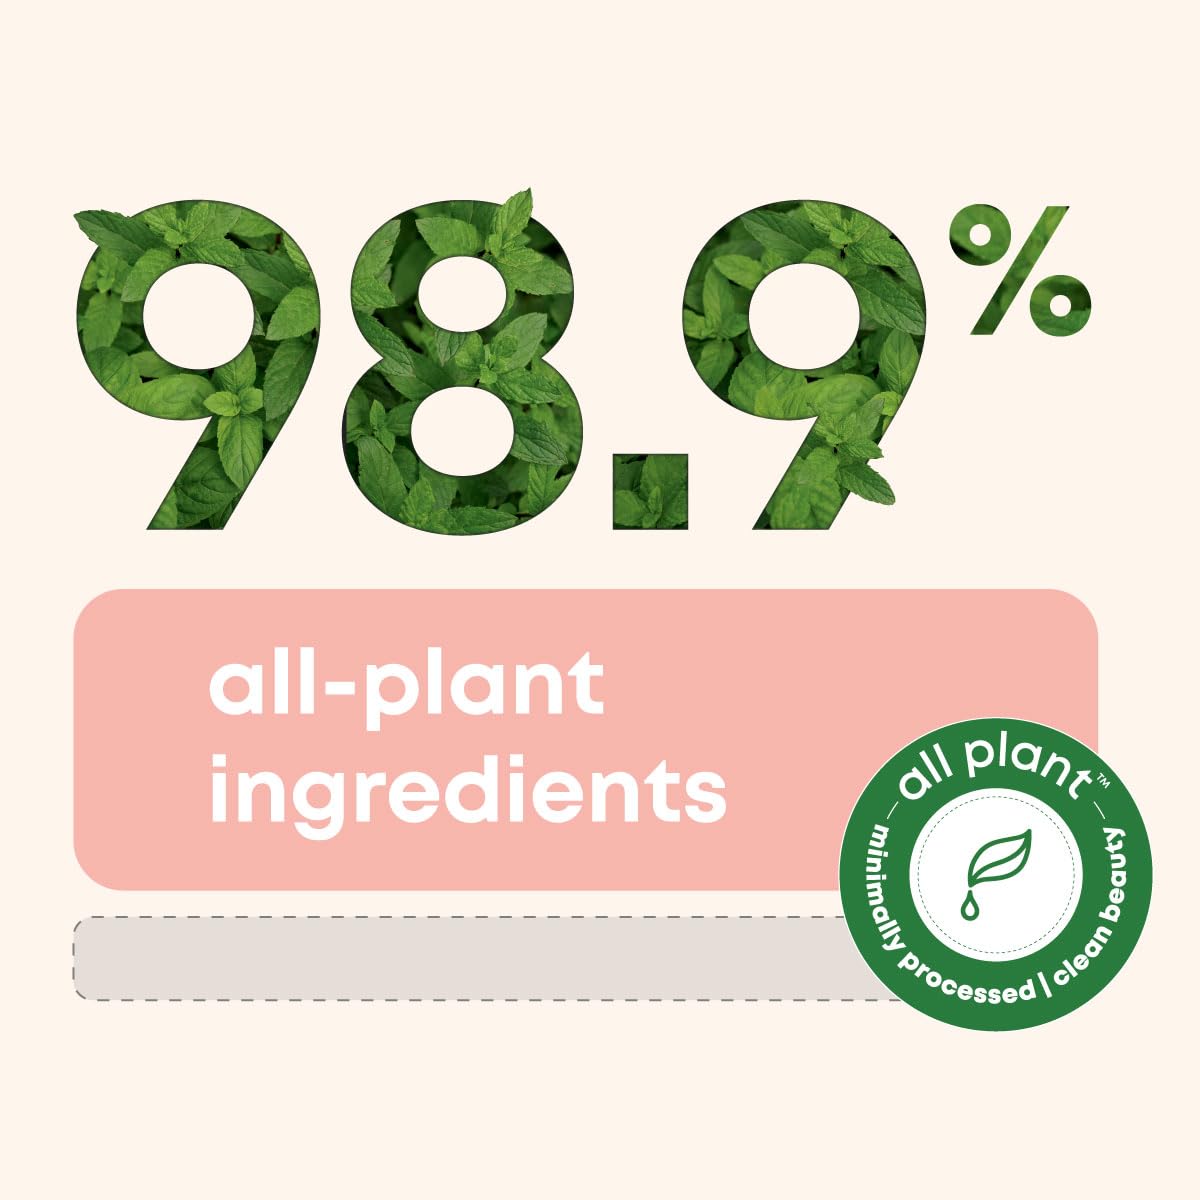 98.9%
all-plant
ingredients
all plant™
minimally processed | clean beauty